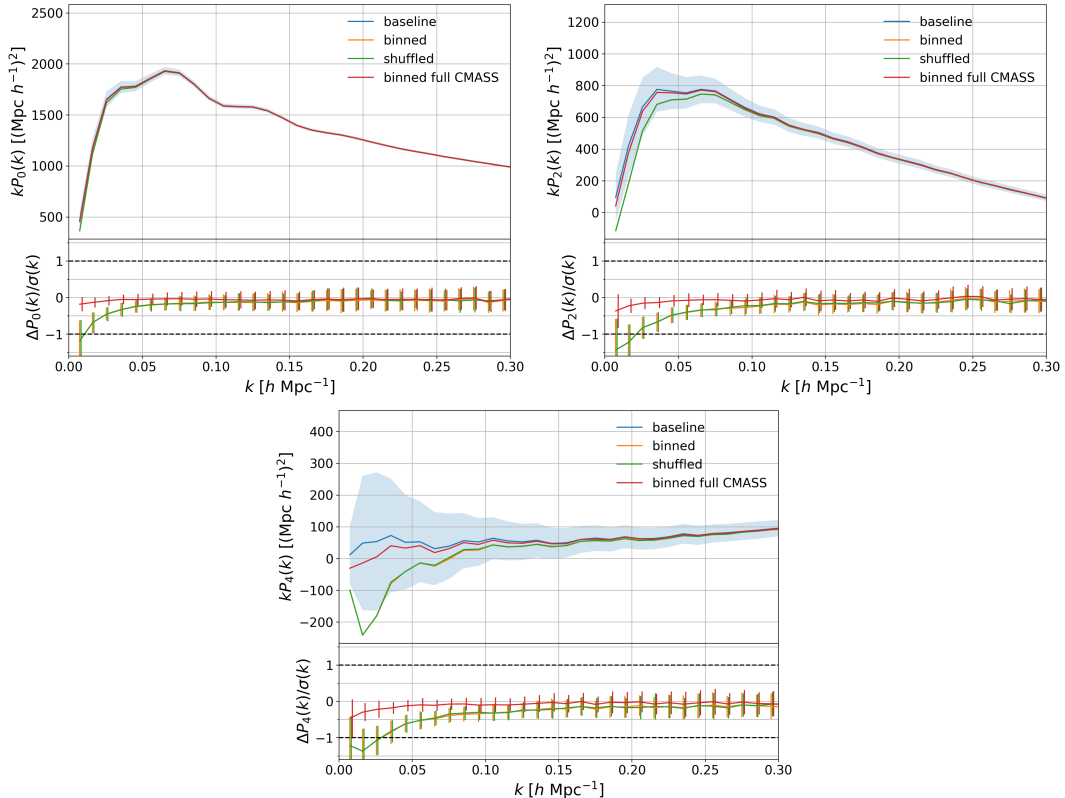 2500
2000
1500
1000
500
kP₀(k) [(Mpc h⁻¹)²]
baseline
binned
shuffled
binned full CMASS
1
0
−1
ΔP₀(k)/σ(k)
0.00 0.05 0.10 0.15 0.20 0.25 0.30
k [h Mpc⁻¹]
1200
1000
800
600
400
200
0
kP₂(k) [(Mpc h⁻¹)²]
baseline
binned
shuffled
binned full CMASS
1
0
−1
ΔP₂(k)/σ(k)
0.00 0.05 0.10 0.15 0.20 0.25 0.30
k [h Mpc⁻¹]
400
300
200
100
0
−100
−200
kP₄(k) [(Mpc h⁻¹)²]
baseline
binned
shuffled
binned full CMASS
1
0
−1
ΔP₄(k)/σ(k)
0.00 0.05 0.10 0.15 0.20 0.25 0.30
k [h Mpc⁻¹]